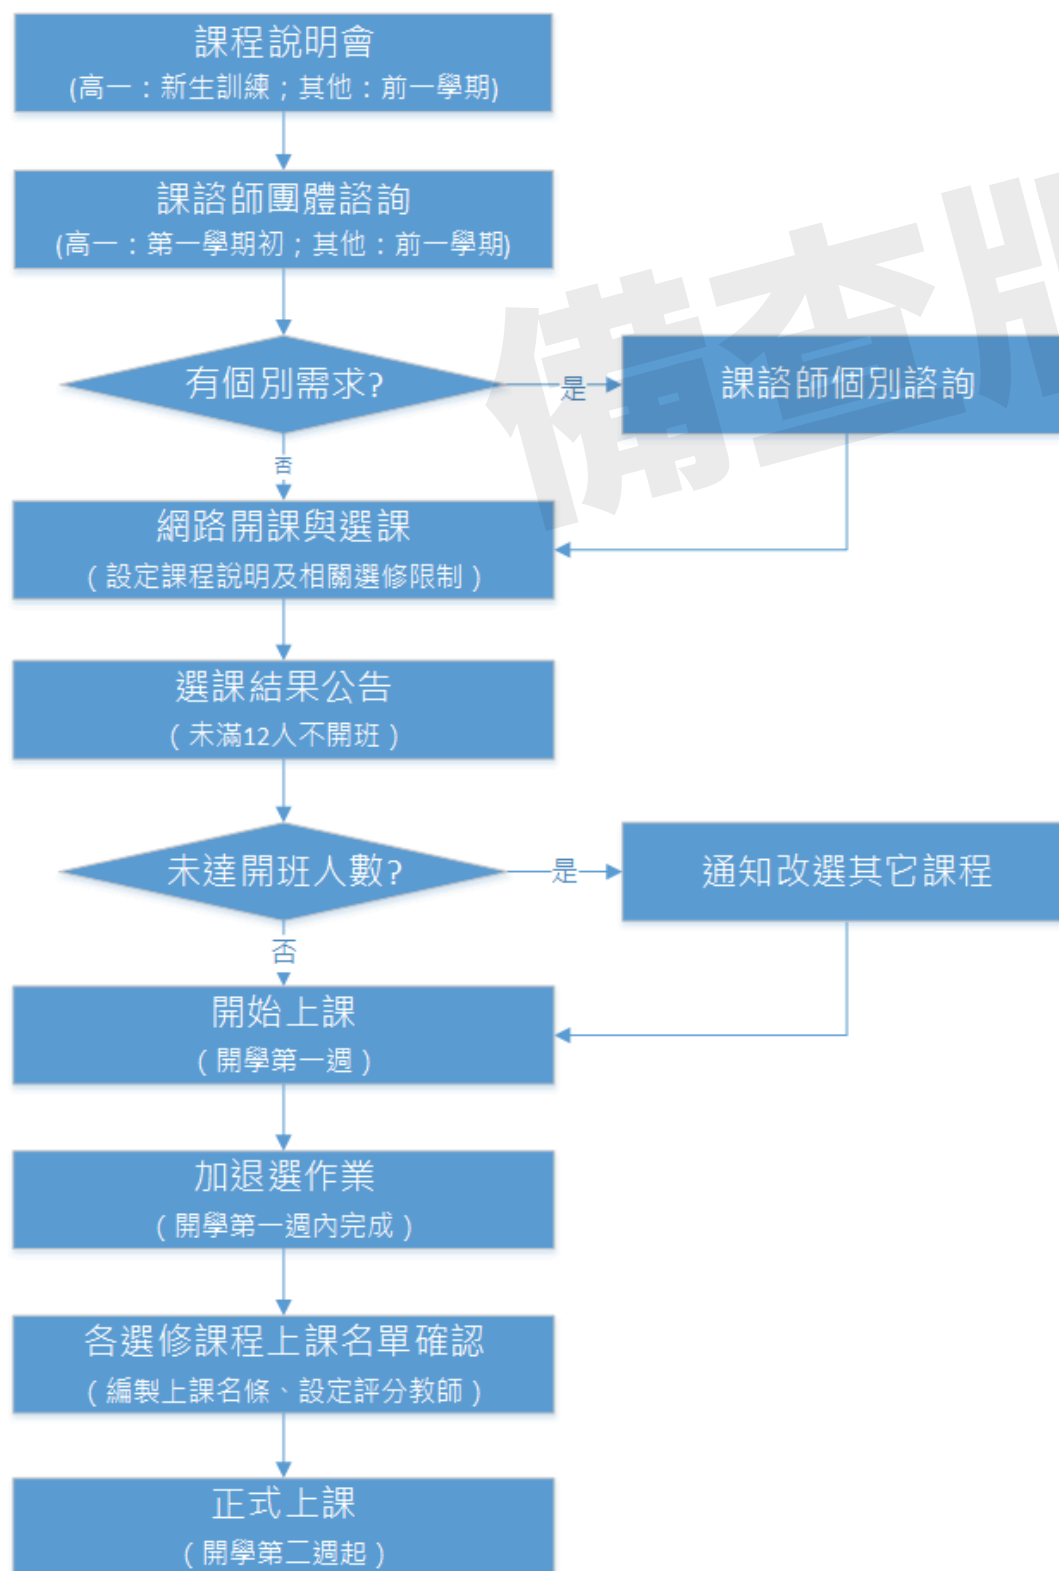 課程說明會
(高一：新生訓練；其他：前一學期)
課諮師團體諮詢
(高一：第一學期初；其他：前一學期)
有個別需求?
是
課諮師個別諮詢
否
網路開課與選課
（設定課程說明及相關選修限制）
選課結果公告
（未滿12人不開班）
未達開班人數?
是
通知改選其它課程
否
開始上課
（開學第一週）
加退選作業
（開學第一週內完成）
各選修課程上課名單確認
（編製上課名條、設定評分教師）
正式上課
（開學第二週起）
備查版